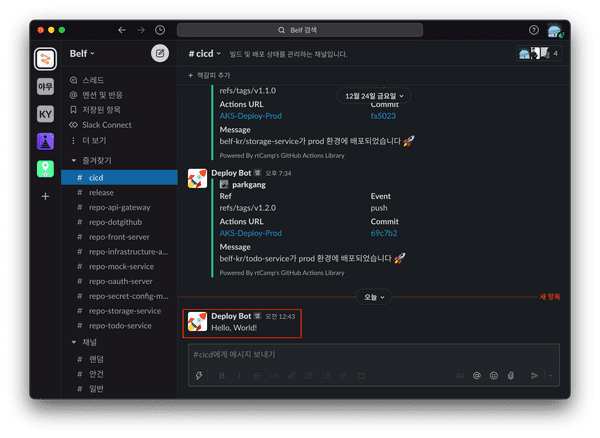 Belf 검색
Belf
# cicd
빌드 및 배포 상태를 관리하는 채널입니다.
4
+ 책갈피 추가
야무
KY
스레드
멘션 및 반응
저장된 항목
Slack Connect
더 보기
즐겨찾기
# cicd
# release
# repo-api-gateway
# repo-dotgithub
# repo-front-server
# repo-infrastructure-a...
# repo-mock-service
# repo-oauth-server
# repo-secret-config-m...
# repo-storage-service
# repo-todo-service
채널
# 랜덤
# 안건
# 일반
12월 24일 금요일
refs/tags/v1.1.0
Actions URL Commit
AKS-Deploy-Prod fa5023
Message
belf-kr/storage-service가 prod 환경에 배포되었습니다 🚀
Powered By rtCamp's GitHub Actions Library
Deploy Bot 앱 오후 7:34
parkgang
Ref Event
refs/tags/v1.2.0 push
Actions URL Commit
AKS-Deploy-Prod 69c7b2
Message
belf-kr/todo-service가 prod 환경에 배포되었습니다 🚀
Powered By rtCamp's GitHub Actions Library
오늘 새 항목
Deploy Bot 앱 오전 12:43
Hello, World!
#cicd에게 메시지 보내기
B I S
Aa @